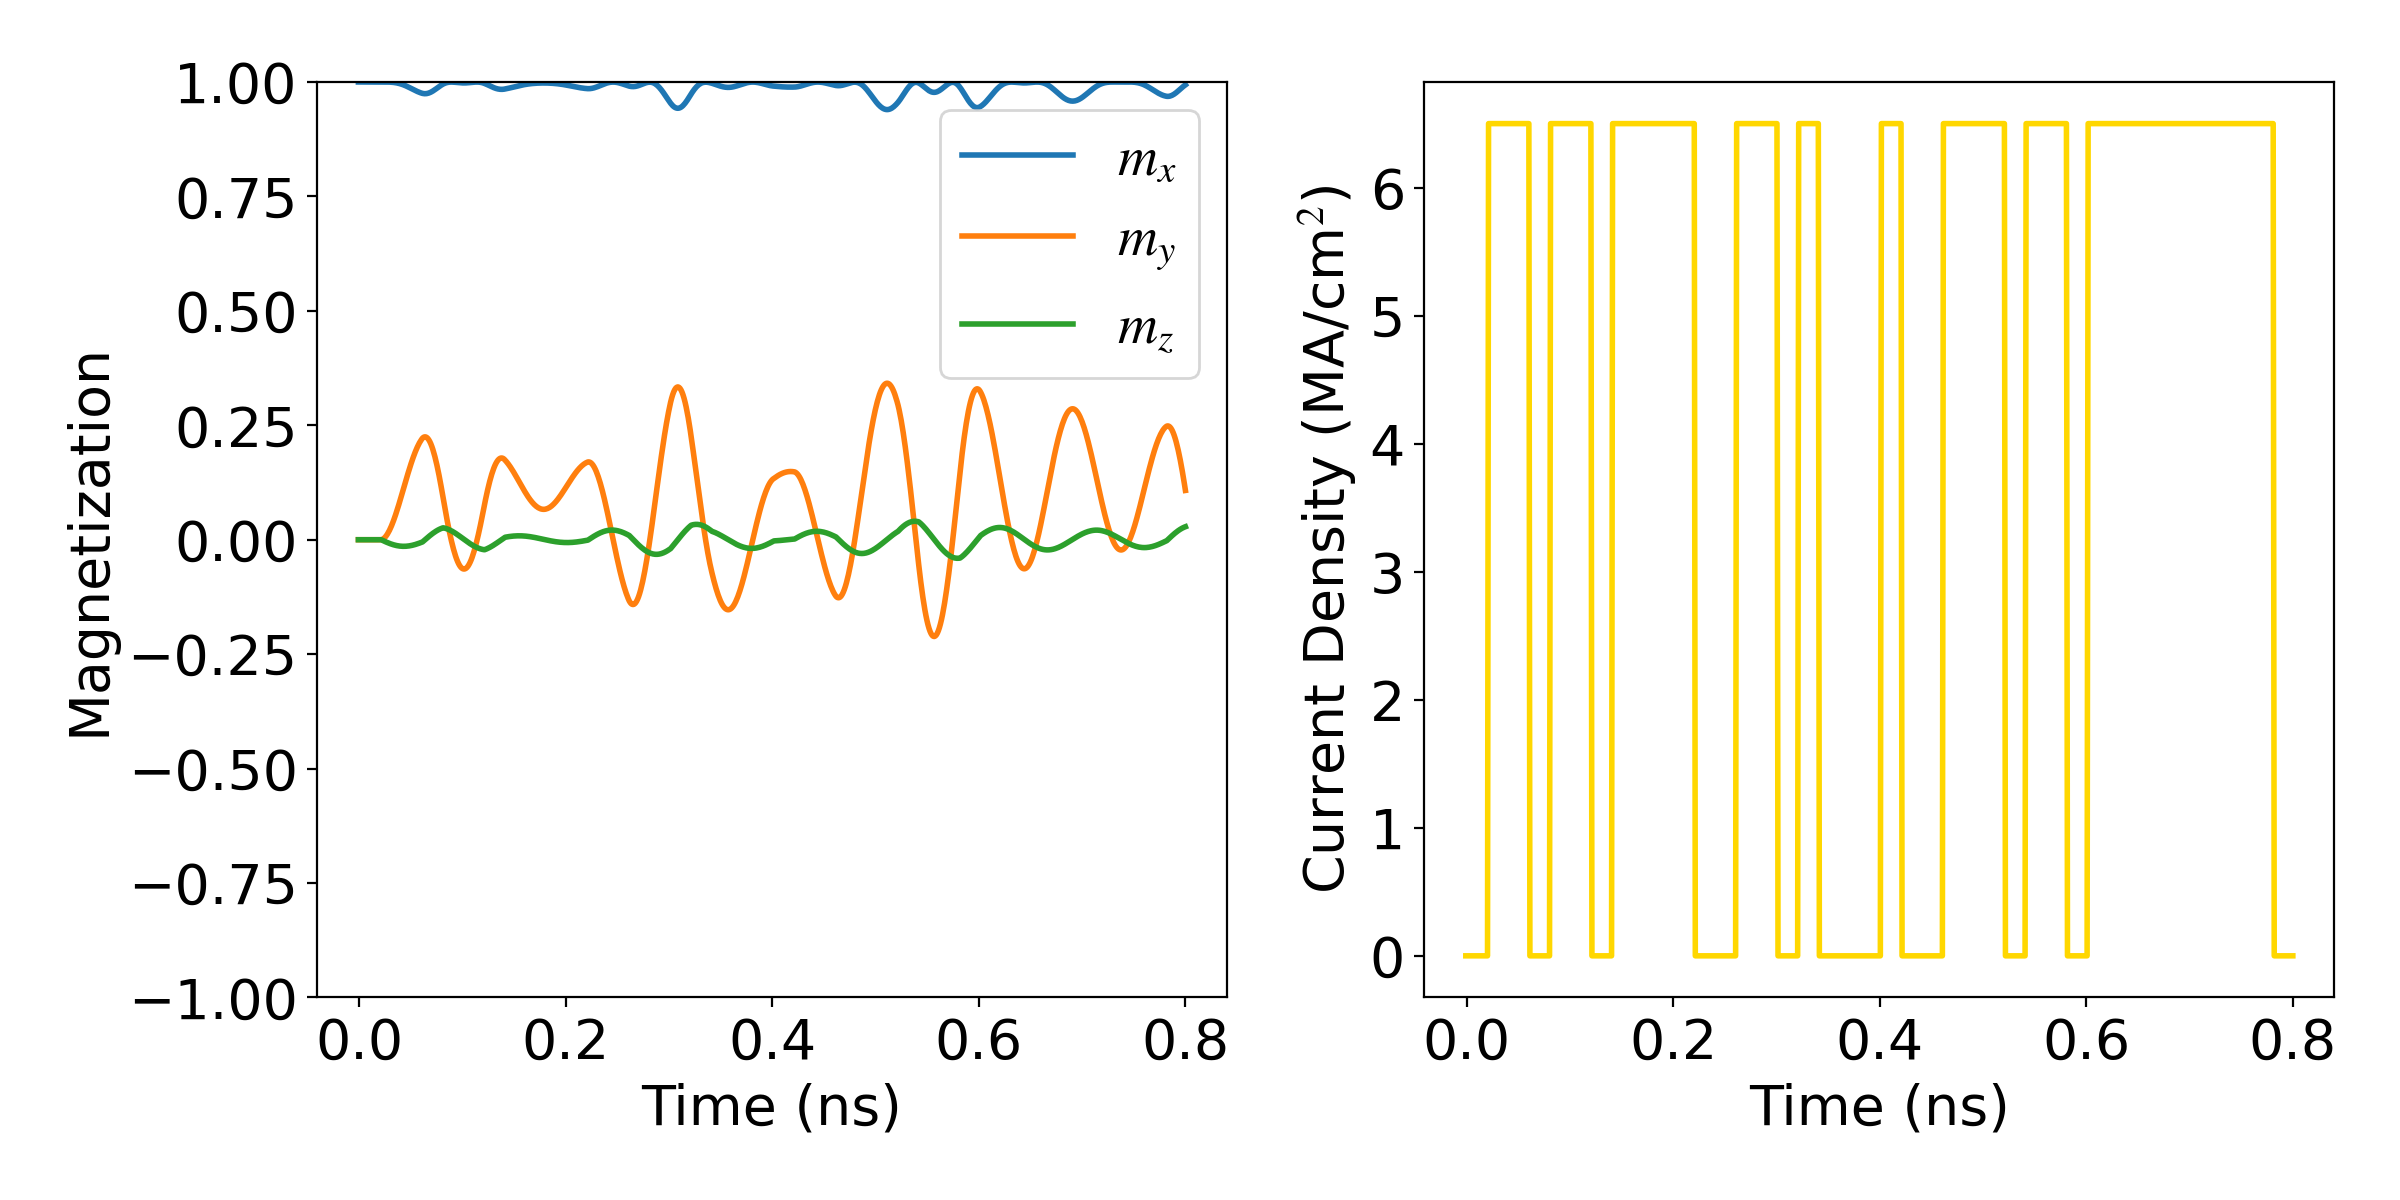 1.00
0.75
0.50
0.25
0.00
−0.25
−0.50
−0.75
−1.00
Magnetization
0.0 0.2 0.4 0.6 0.8
Time (ns)
m_x
m_y
m_z
6
5
4
3
2
1
0
Current Density (MA/cm²)
0.0 0.2 0.4 0.6 0.8
Time (ns)